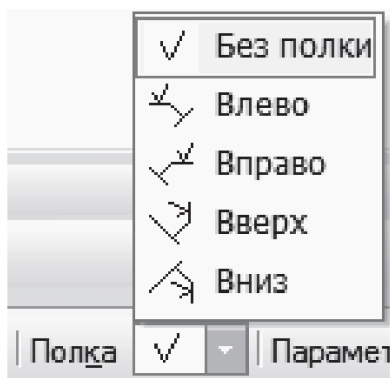 Без полки
Влево
Вправо
Вверх
Вниз
Полка
Парамет